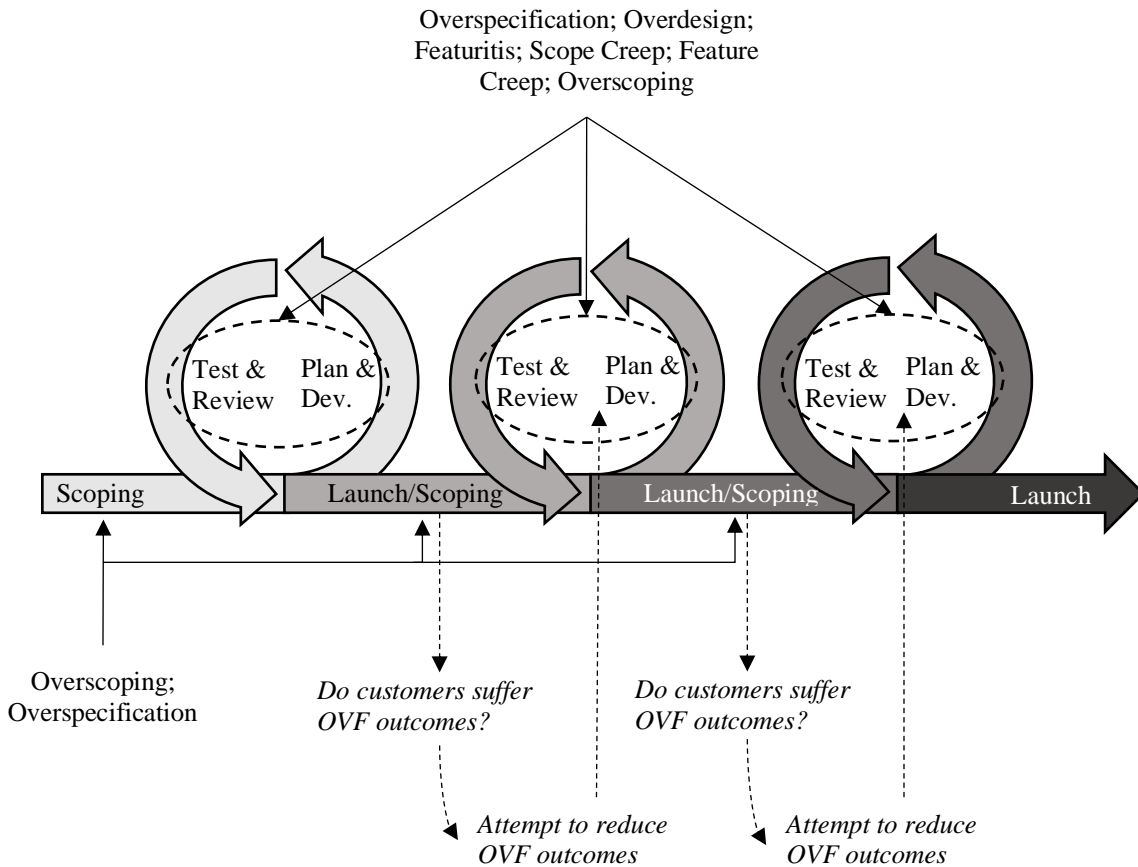 Overspecification; Overdesign;
Featuritis; Scope Creep; Feature
Creep; Overscoping
Test &
Review
Plan &
Dev.
Test &
Review
Plan &
Dev.
Test &
Review
Plan &
Dev.
Scoping
Launch/Scoping
Launch/Scoping
Launch
Overscoping;
Overspecification
Do customers suffer
OVF outcomes?
Do customers suffer
OVF outcomes?
Attempt to reduce
OVF outcomes
Attempt to reduce
OVF outcomes